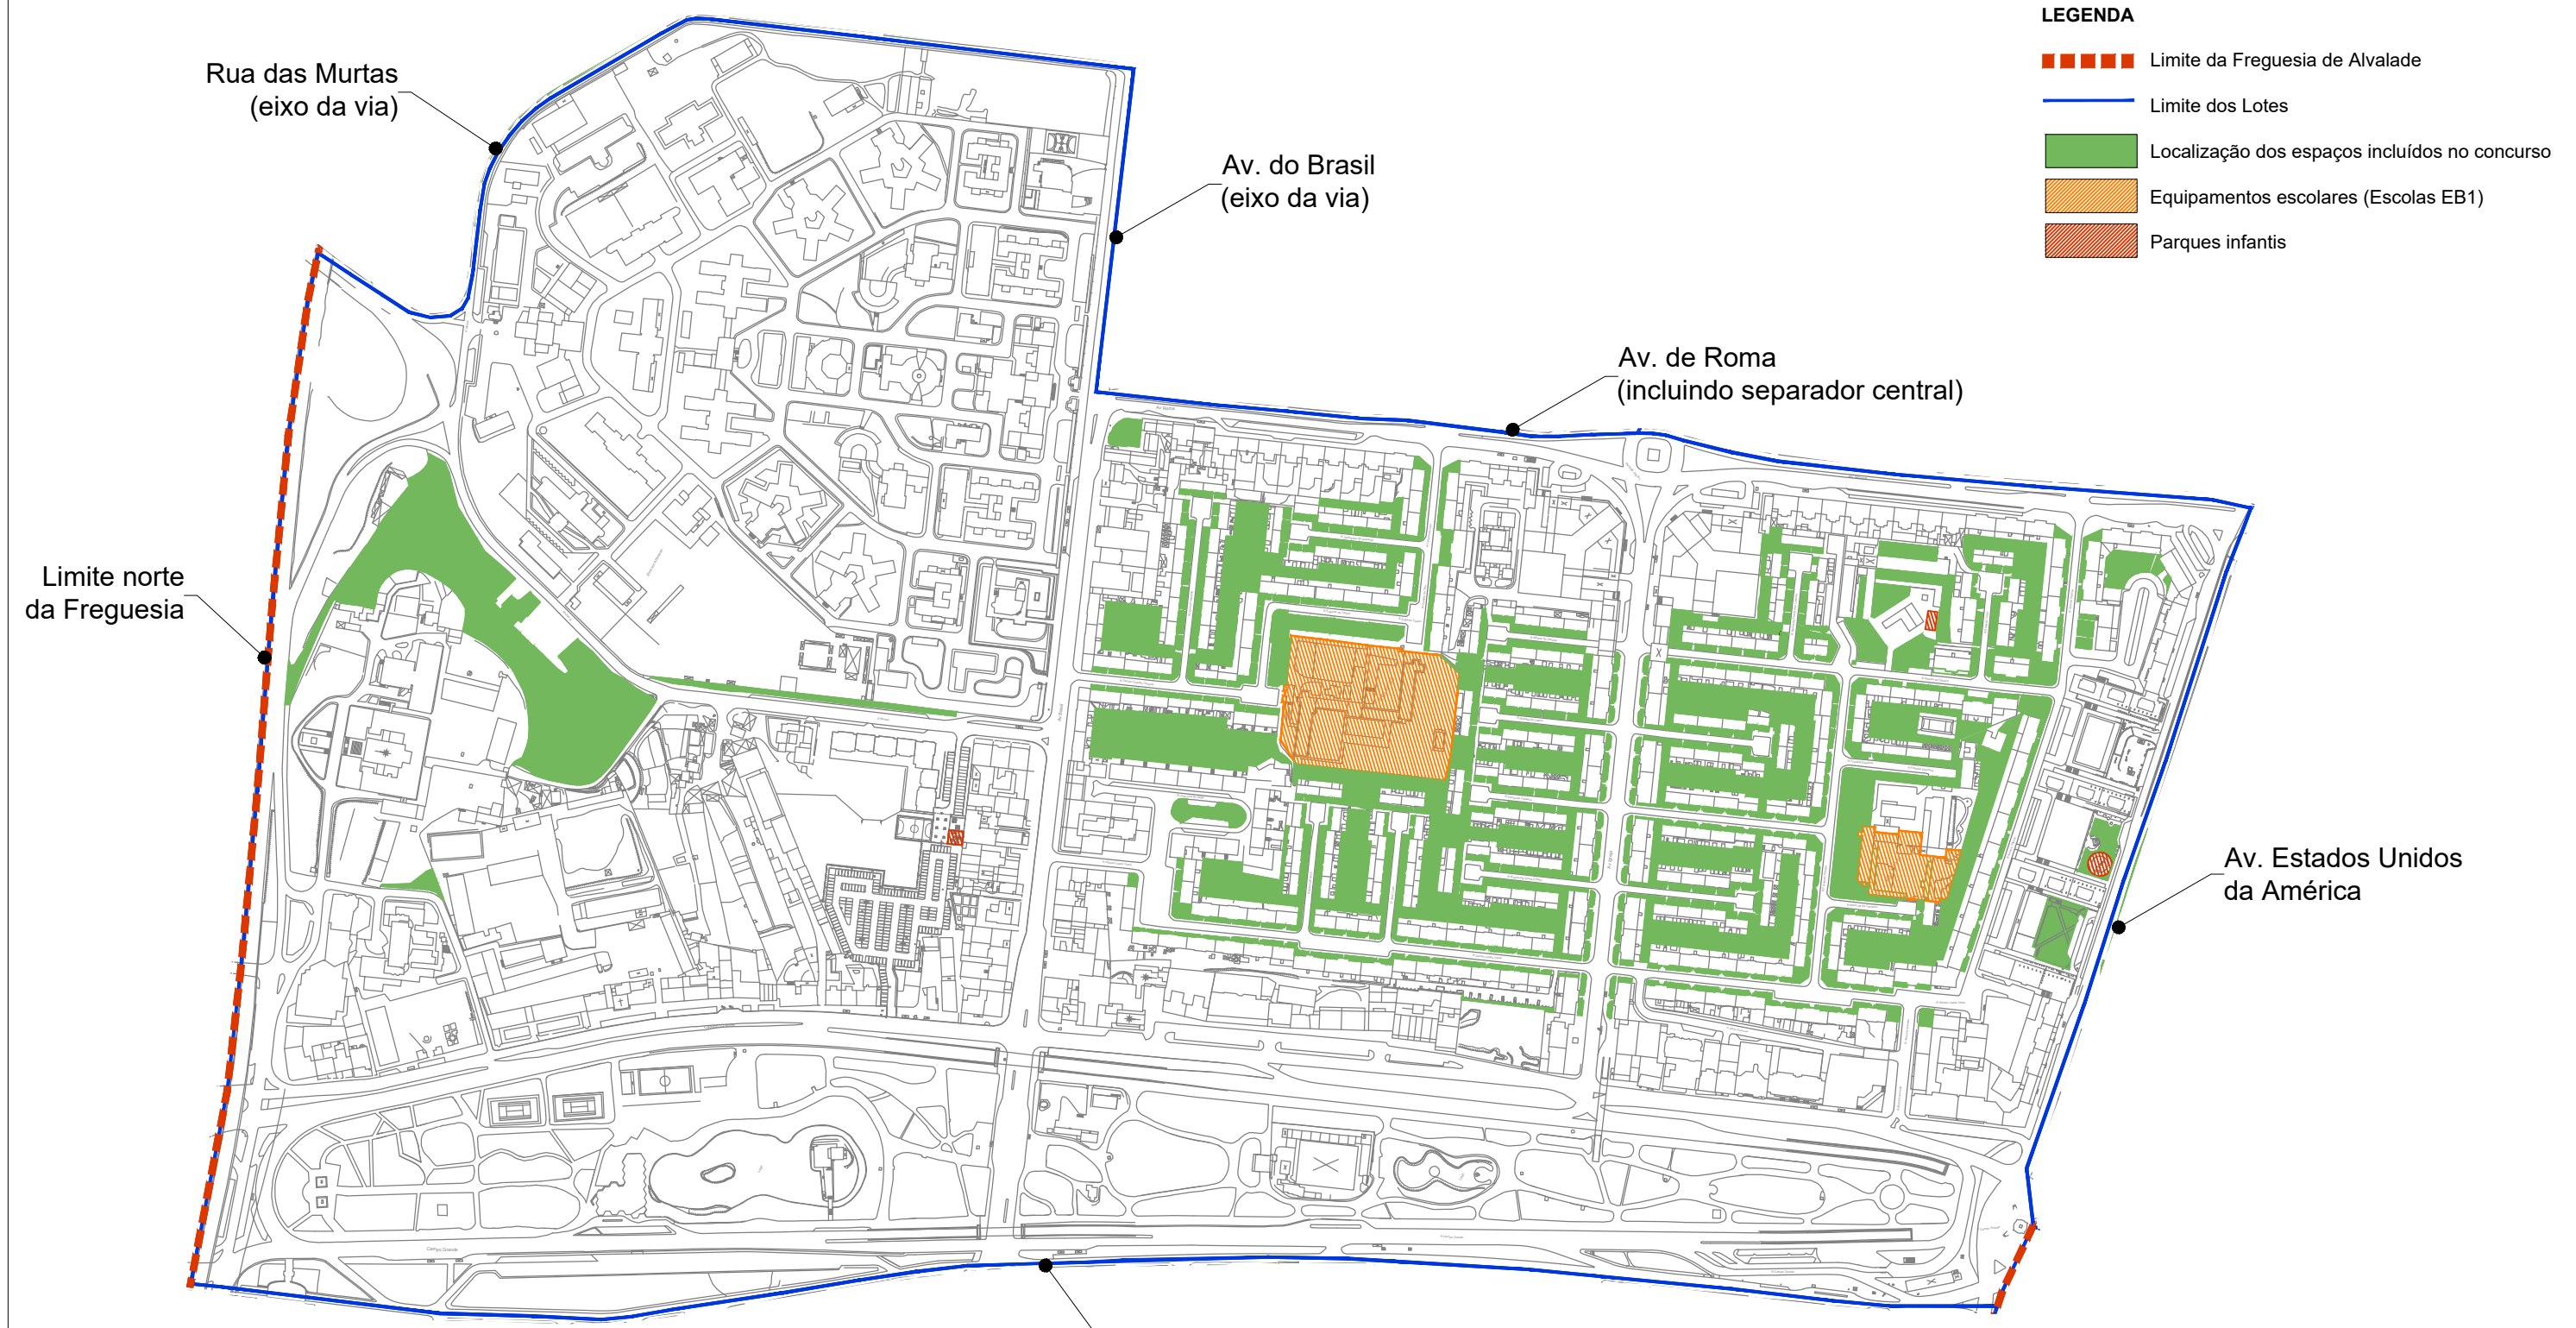 LEGENDA
Limite da Freguesia de Alvalade
Limite dos Lotes
Localização dos espaços incluídos no concurso
Equipamentos escolares (Escolas EB1)
Parques infantis
Rua das Murtas
(eixo da via)
Av. do Brasil
(eixo da via)
Av. de Roma
(incluindo separador central)
Limite norte
da Freguesia
Av. Estados Unidos
da América
Campo Grande